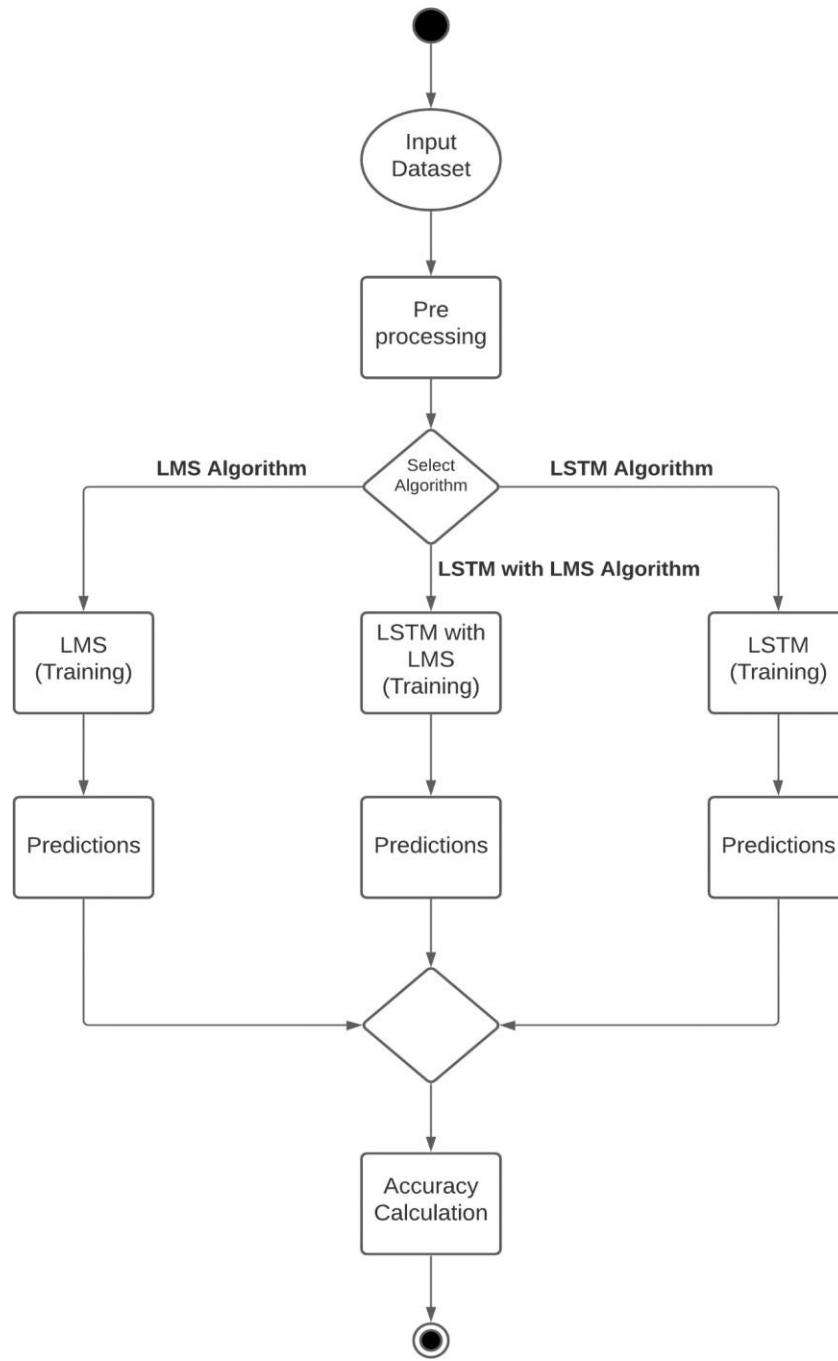 Input
Dataset
Pre
processing
LMS Algorithm
Select
Algorithm
LSTM Algorithm
LSTM with LMS Algorithm
LMS
(Training)
LSTM with
LMS
(Training)
LSTM
(Training)
Predictions
Predictions
Predictions
Accuracy
Calculation